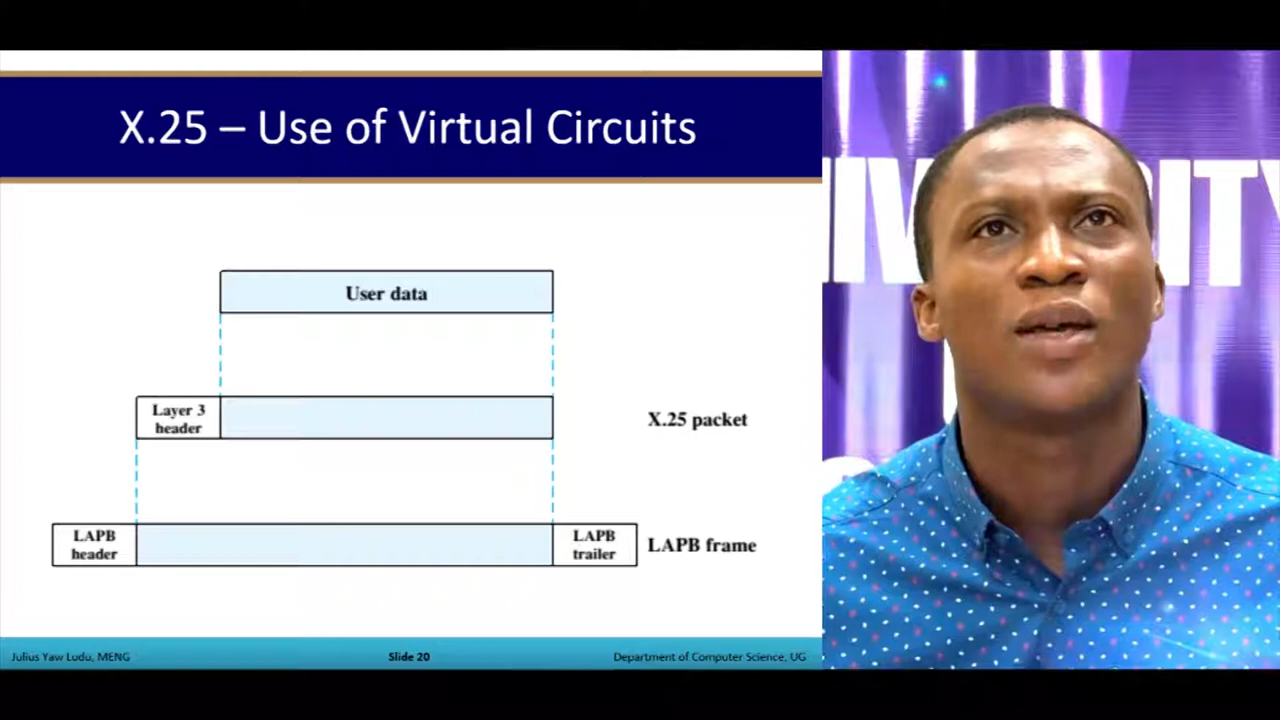 X.25 – Use of Virtual Circuits
User data
Layer 3
header
X.25 packet
LAPB
header
LAPB
trailer
LAPB frame
Julius Yaw Ludu, MENG
Slide 20
Department of Computer Science, UG